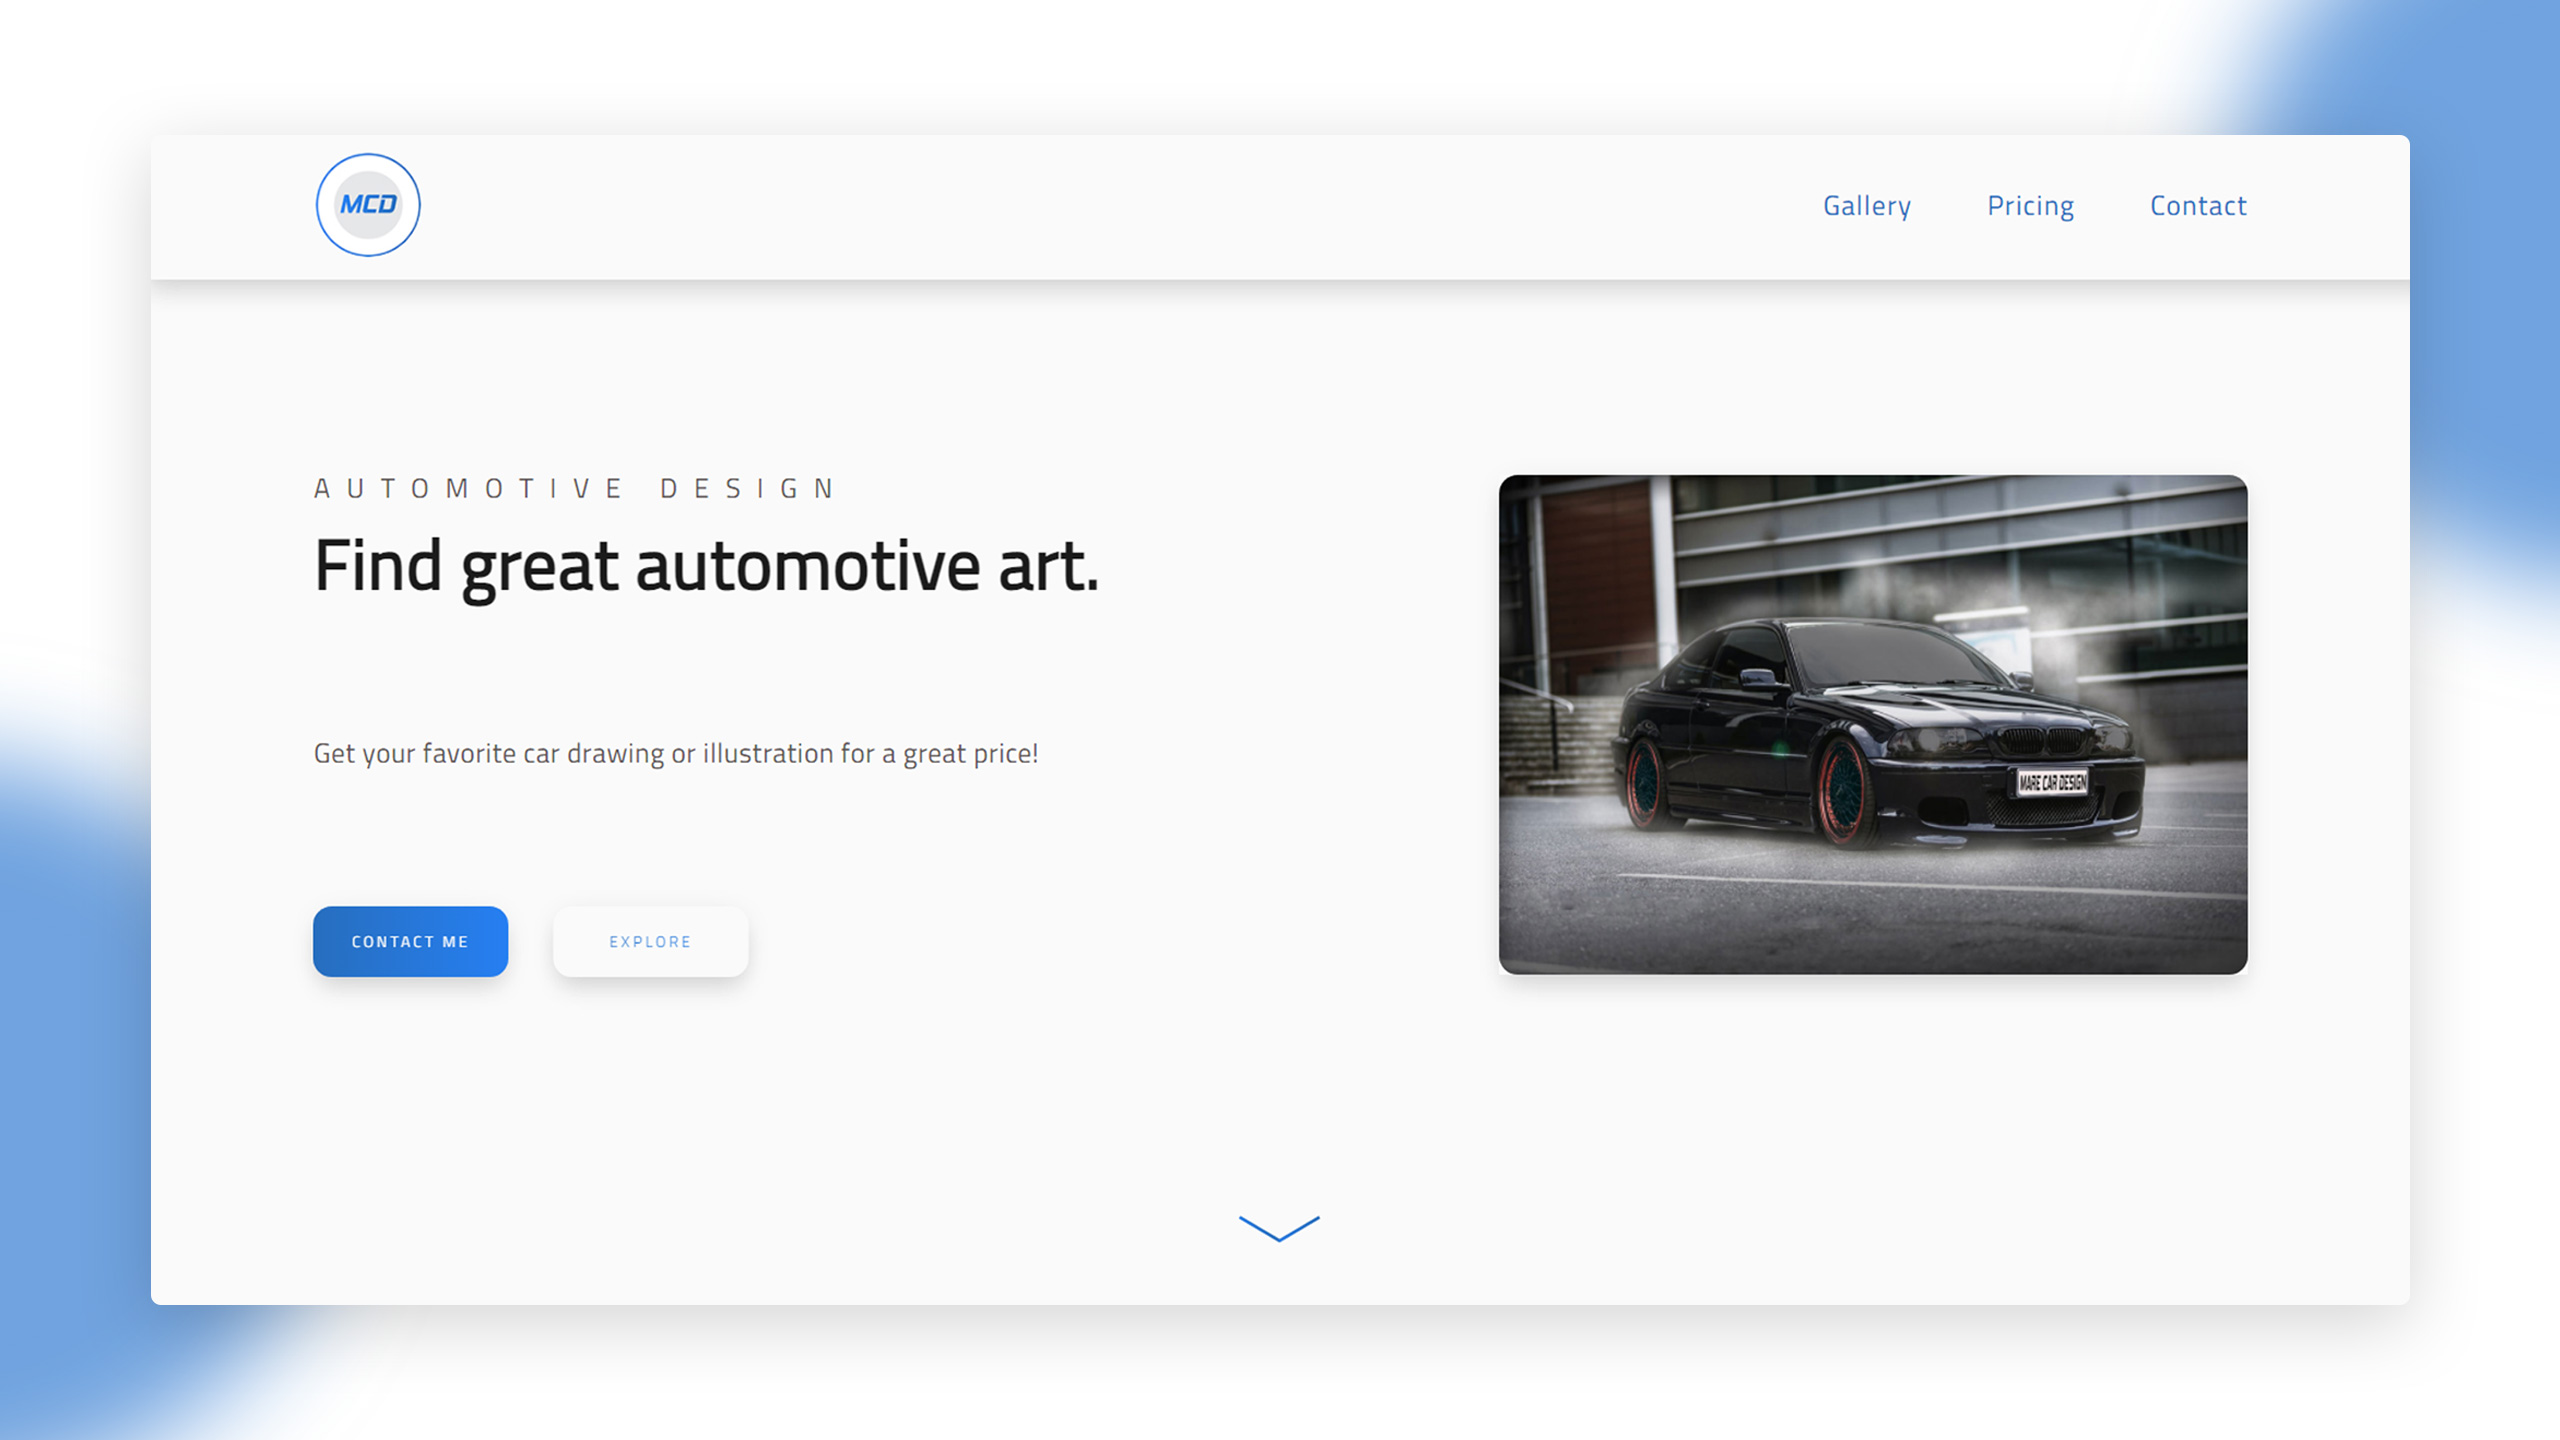 MCD
Gallery Pricing Contact
AUTOMOTIVE DESIGN
Find great automotive art.
Get your favorite car drawing or illustration for a great price!
CONTACT ME EXPLORE
MARE CAR DESIGN